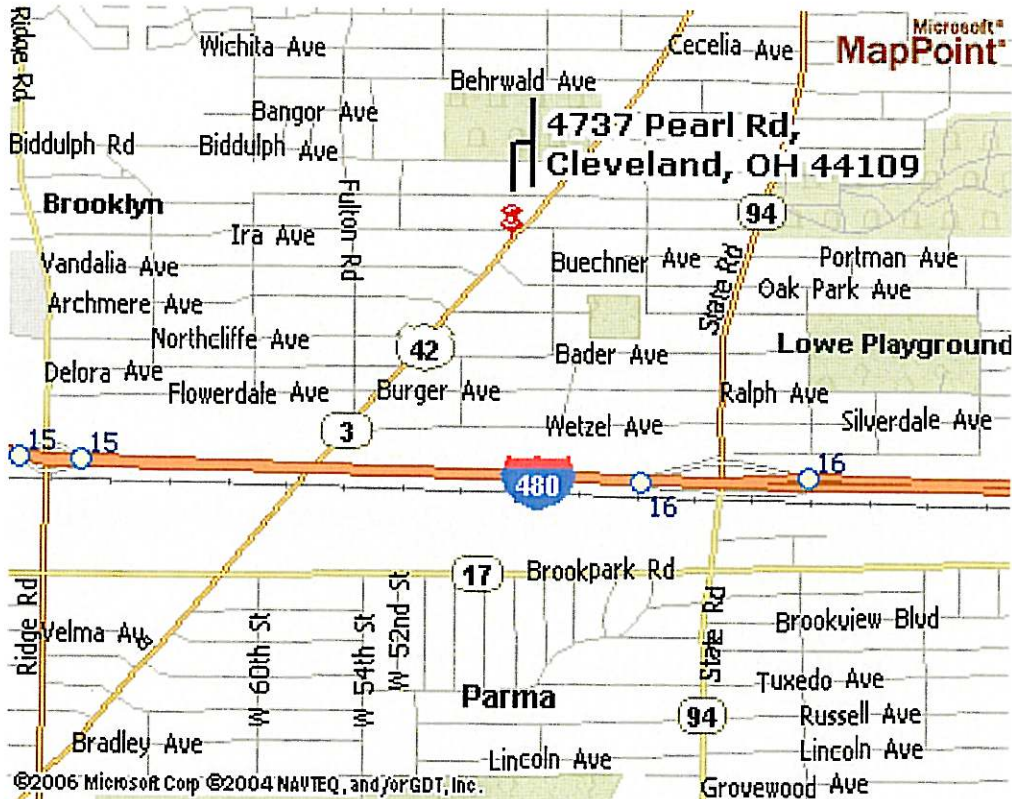 Ridge Rd
Wichita Ave
Cecelia Ave
Microsoft®
MapPoint®
Behrwald Ave
Bangor Ave
4737 Pearl Rd,
Cleveland, OH 44109
Biddulph Rd
Biddulph Ave
Brooklyn
Fulton Rd
94
Ira Ave
Vandalia Ave
Buechner Ave
State Rd
Portman Ave
Archmere Ave
Oak Park Ave
Northcliffe Ave
42
Bader Ave
Lowe Playground
Delora Ave
Flowerdale Ave
Burger Ave
Ralph Ave
3
Wetzel Ave
Silverdale Ave
15
15
480
16
16
17
Brookpark Rd
Ridge Rd
Velma Av
W 60th St
W 54th St
W 52nd St
State Rd
Brookview Blvd
Parma
Tuxedo Ave
94
Russell Ave
Bradley Ave
Lincoln Ave
Lincoln Ave
©2006 Microsoft Corp ©2004 NAVTEQ, and/or GDT, Inc.
Grovewood Ave